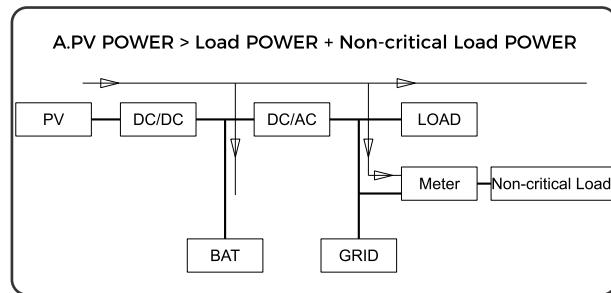 A.PV POWER > Load POWER + Non-critical Load POWER
PV
DC/DC
DC/AC
LOAD
Meter
Non-critical Load
BAT
GRID